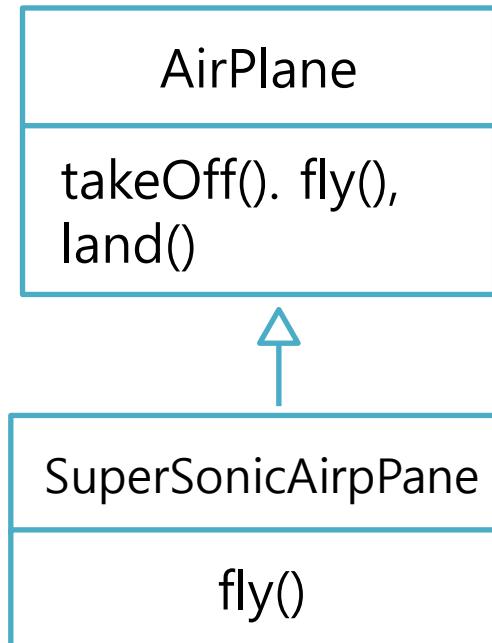 AirPlane
takeOff(). fly(),
land()
SuperSonicAirpPane
fly()